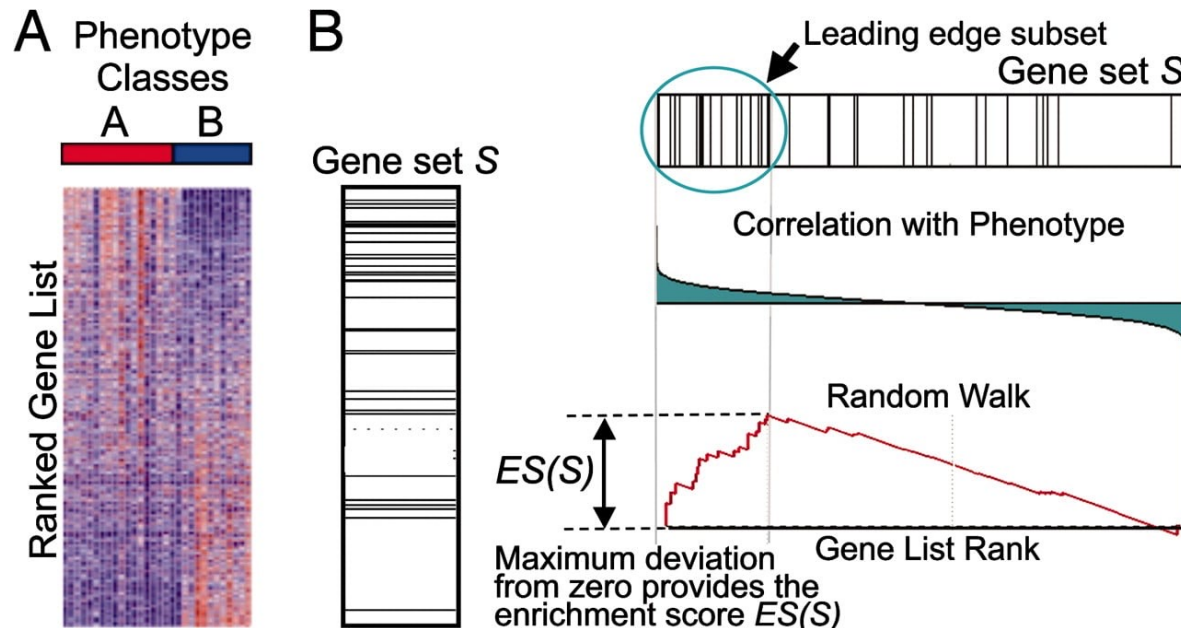 A
Phenotype
Classes
A B
Ranked Gene List
B
Gene set S
Leading edge subset
Gene set S
Correlation with Phenotype
Random Walk
ES(S)
Gene List Rank
Maximum deviation
from zero provides the
enrichment score ES(S)